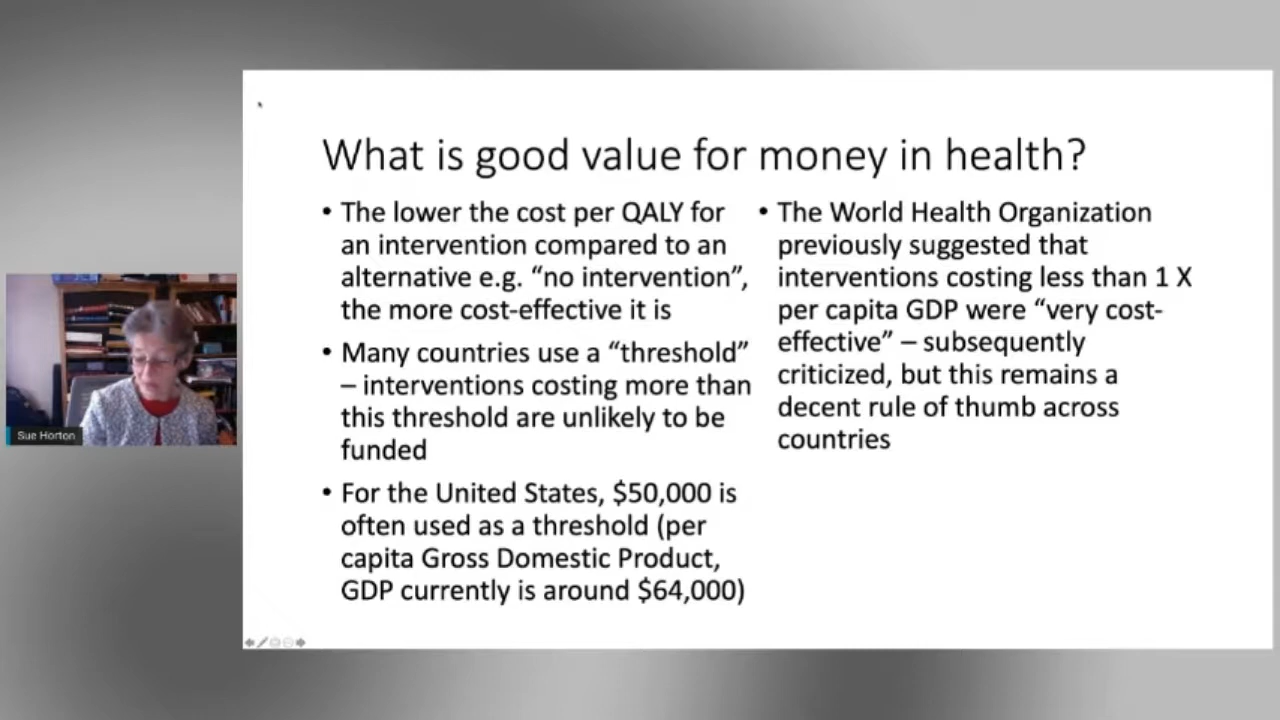 What is good value for money in health?
• The lower the cost per QALY for
an intervention compared to an
alternative e.g. “no intervention”,
the more cost-effective it is
• Many countries use a “threshold”
– interventions costing more than
this threshold are unlikely to be
funded
• For the United States, $50,000 is
often used as a threshold (per
capita Gross Domestic Product,
GDP currently is around $64,000)
• The World Health Organization
previously suggested that
interventions costing less than 1 X
per capita GDP were “very cost-
effective” – subsequently
criticized, but this remains a
decent rule of thumb across
countries
Sue Horton